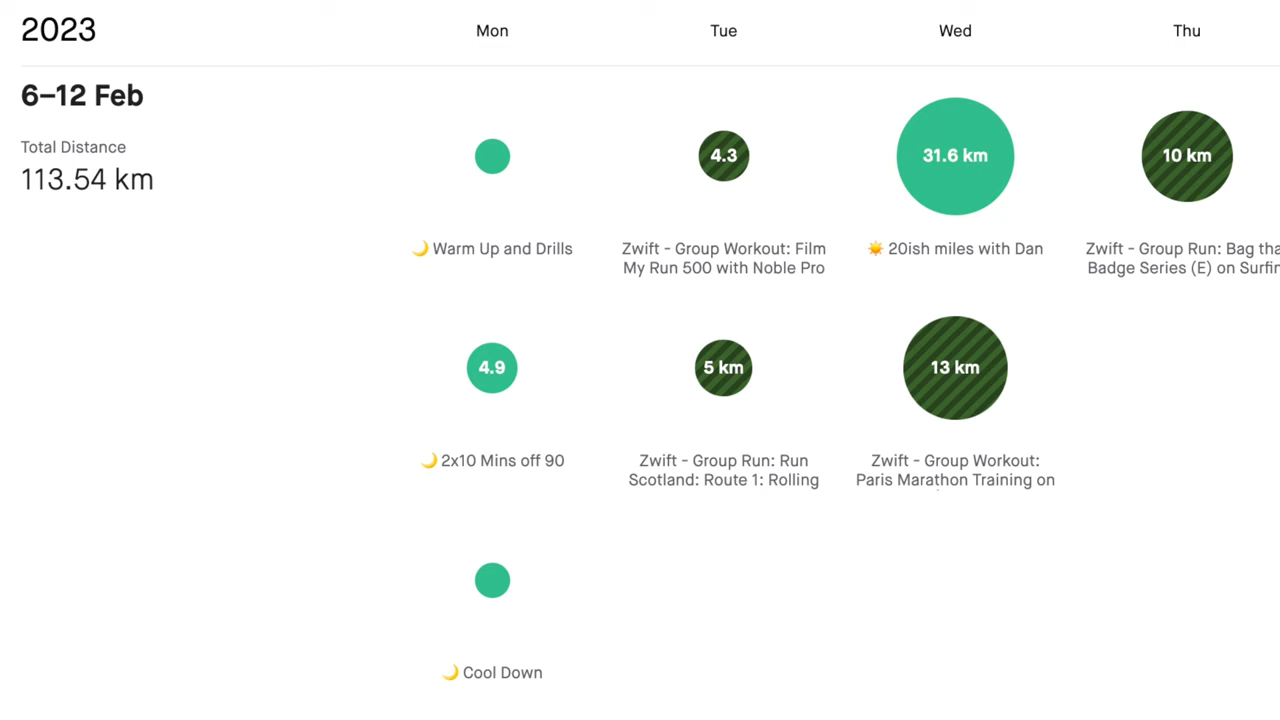 2023
Mon
Tue
Wed
Thu
6–12 Feb
Total Distance
113.54 km
4.3
31.6 km
10 km
🌙 Warm Up and Drills
Zwift - Group Workout: Film
My Run 500 with Noble Pro
☀️ 20ish miles with Dan
Zwift - Group Run: Bag tha
Badge Series (E) on Surfin
4.9
5 km
13 km
🌙 2x10 Mins off 90
Zwift - Group Run: Run
Scotland: Route 1: Rolling
Zwift - Group Workout:
Paris Marathon Training on
🌙 Cool Down